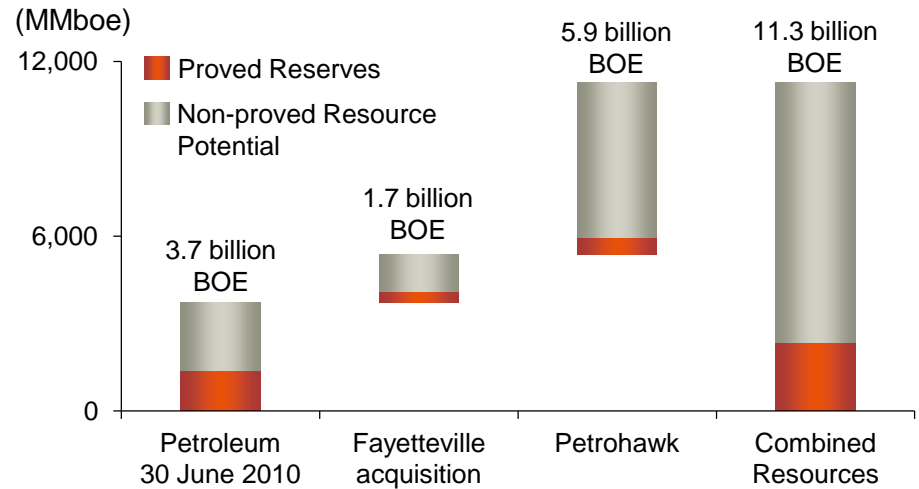 (MMboe)
12,000
6,000
0
Proved Reserves
Non-proved Resource
Potential
3.7 billion
BOE
1.7 billion
BOE
5.9 billion
BOE
11.3 billion
BOE
Petroleum
30 June 2010
Fayetteville
acquisition
Petrohawk
Combined
Resources